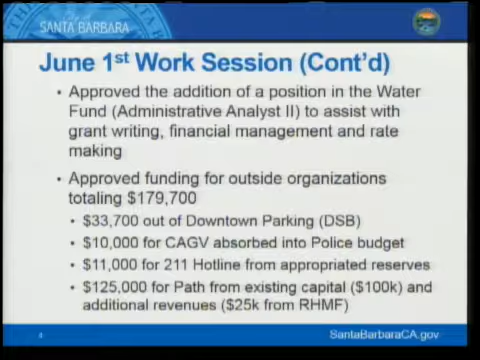 SANTA BARBARA
June 1st Work Session (Cont'd)
• Approved the addition of a position in the Water
Fund (Administrative Analyst II) to assist with
grant writing, financial management and rate
making
• Approved funding for outside organizations
totaling $179,700
• $33,700 out of Downtown Parking (DSB)
• $10,000 for CAGV absorbed into Police budget
• $11,000 for 211 Hotline from appropriated reserves
• $125,000 for Path from existing capital ($100k) and
additional revenues ($25k from RHMF)
4
SantaBarbaraCA.gov